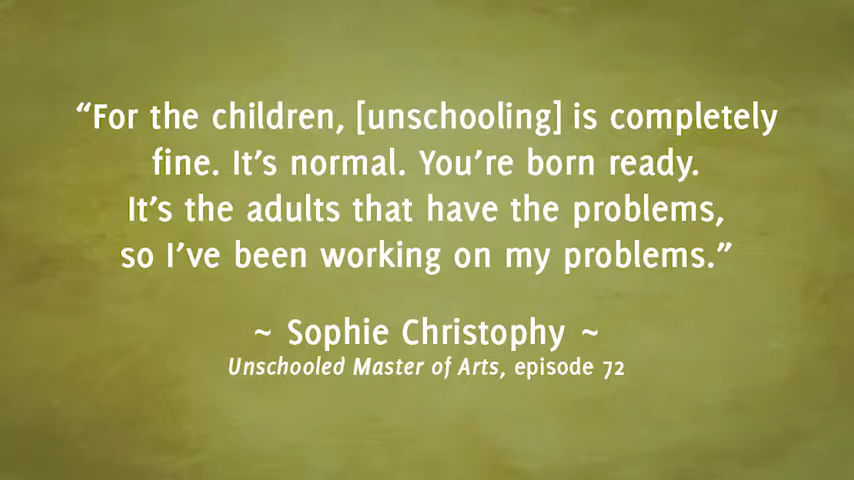 “For the children, [unschooling] is completely
fine. It’s normal. You’re born ready.
It’s the adults that have the problems,
so I’ve been working on my problems.”
~ Sophie Christophy ~
Unschooled Master of Arts, episode 72